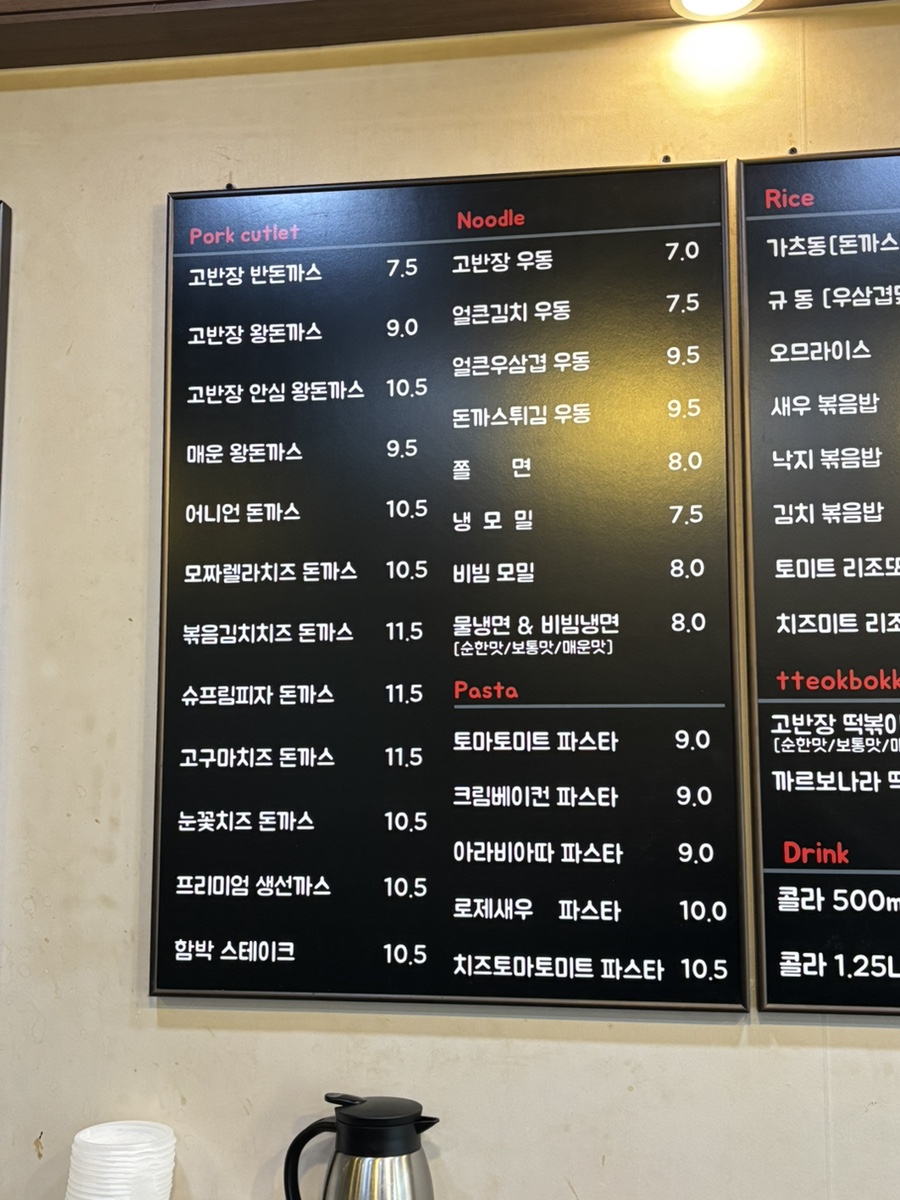 Pork cutlet
고반장 반돈까스 7.5
고반장 왕돈까스 9.0
고반장 안심 왕돈까스 10.5
매운 왕돈까스 9.5
어니언 돈까스 10.5
모짜렐라치즈 돈까스 10.5
볶음김치치즈 돈까스 11.5
슈프림피자 돈까스 11.5
고구마치즈 돈까스 11.5
눈꽃치즈 돈까스 10.5
프리미엄 생선까스 10.5
함박 스테이크 10.5
Noodle
고반장 우동 7.0
얼큰김치 우동 7.5
얼큰우삼겹 우동 9.5
돈까스튀김 우동 9.5
쫄 면 8.0
냉 모 밀 7.5
비빔 모밀 8.0
물냉면 & 비빔냉면 8.0
[순한맛/보통맛/매운맛]
Pasta
토마토미트 파스타 9.0
크림베이컨 파스타 9.0
아라비아따 파스타 9.0
로제새우 파스타 10.0
치즈토마토미트 파스타 10.5
Rice
가츠동[돈까스
규 동 [우삼겹
오므라이스
새우 볶음밥
낙지 볶음밥
김치 볶음밥
토미트 리조또
치즈미트 리조
tteokbokk
고반장 떡볶이
[순한맛/보통맛/매
까르보나라
Drink
콜라 500m
콜라 1.25L